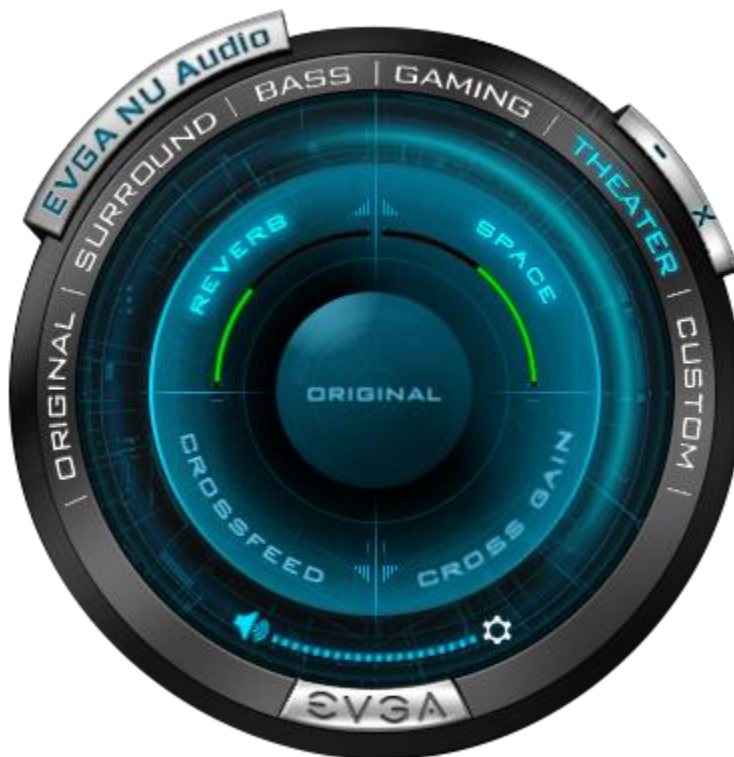 EVGA NU Audio
ORIGINAL
SURROUND
BASS
GAMING
THEATER
CUSTOM
-
x
REVERB
SPACE
ORIGINAL
CROSSFEED
CROSS GAIN
EVGA